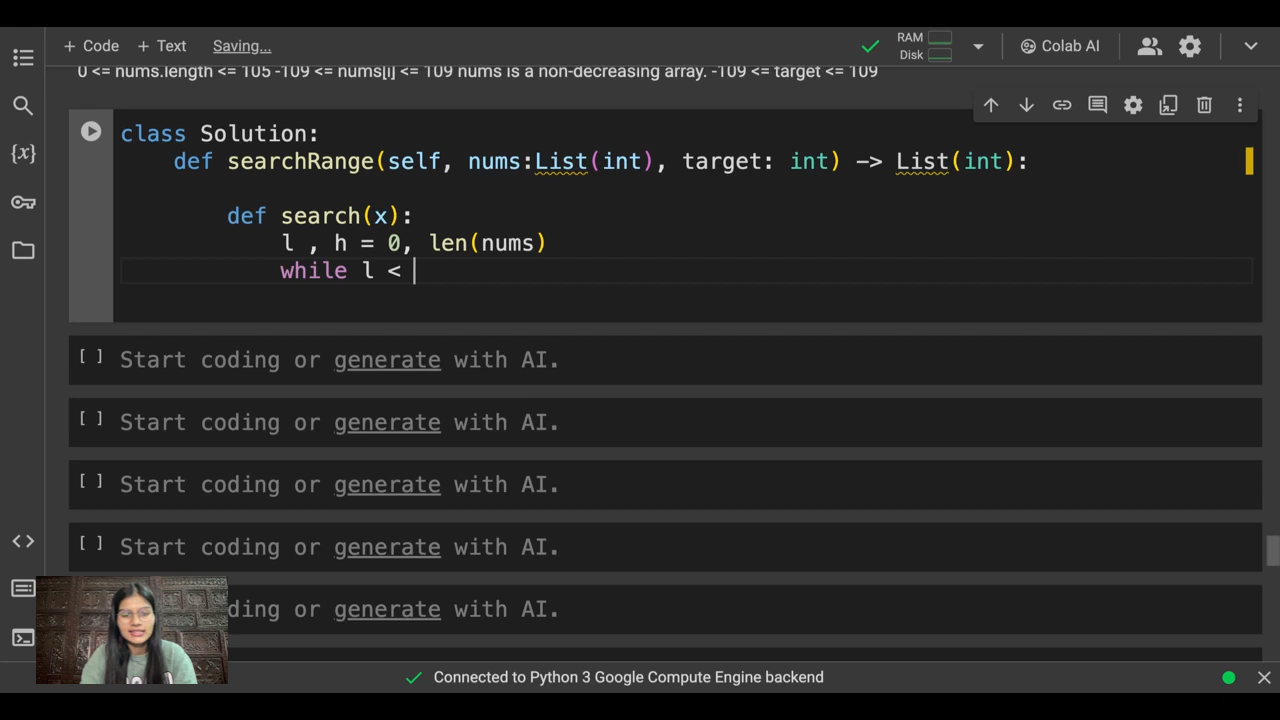 + Code + Text Saving... RAM Disk Colab AI
0 <= nums.length <= 105 -109 <= nums[i] <= 109 nums is a non-decreasing array. -109 <= target <= 109
class Solution:
def searchRange(self, nums:List(int), target: int) -> List(int):
def search(x):
l , h = 0, len(nums)
while l <
[ ] Start coding or generate with AI.
[ ] Start coding or generate with AI.
[ ] Start coding or generate with AI.
[ ] Start coding or generate with AI.
ding or generate with AI.
Connected to Python 3 Google Compute Engine backend